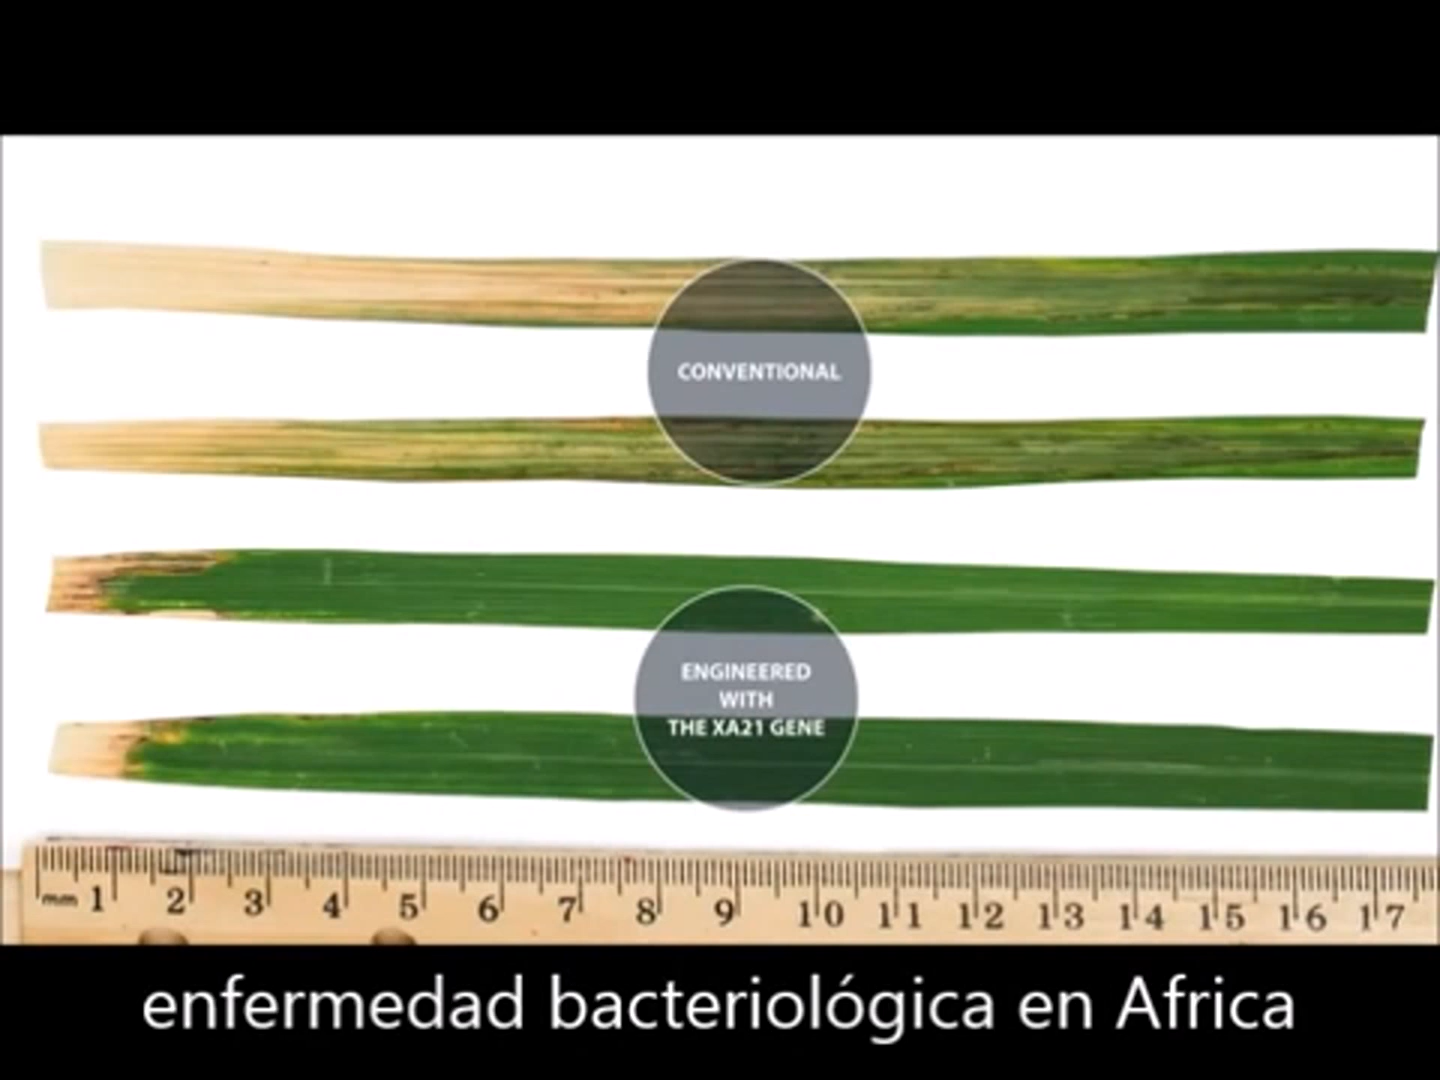 CONVENTIONAL
ENGINEERED
WITH
THE XA21 GENE
mm 1 2 3 4 5 6 7 8 9 10 11 12 13 14 15 16 17
enfermedad bacteriológica en Africa